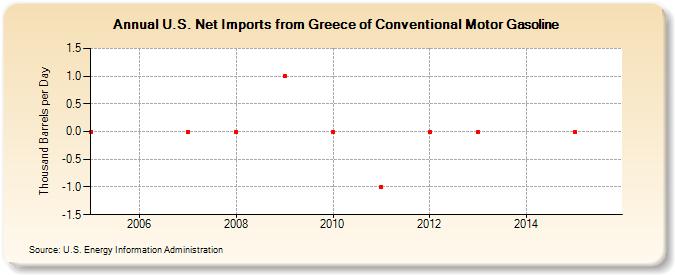 Annual U.S. Net Imports from Greece of Conventional Motor Gasoline
Thousand Barrels per Day
1.5
1.0
0.5
0.0
-0.5
-1.0
-1.5
2006 2008 2010 2012 2014
Source: U.S. Energy Information Administration